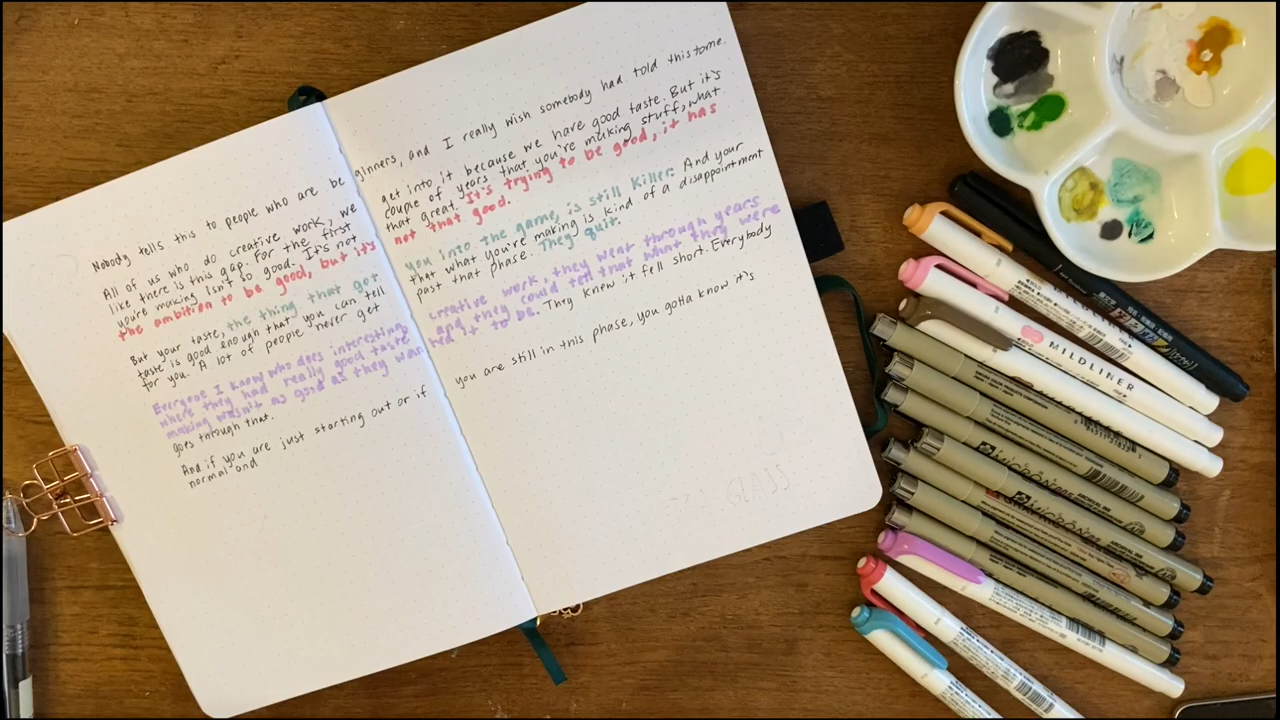 Nobody tells this to people who are beginners, and I really wish somebody had told this to me.
All of us who do creative work, we get into it because we have good taste. But it's
like there is this gap. For the first couple of years that you're making stuff, what
you're making isn't so good. It's not that great. It's trying to be good, it has
the ambition to be good, but it's not that good.
But your taste, the thing that got you into the game, is still killer. And your
taste is good enough that you can tell that what you're making is kind of a disappointment
for you. A lot of people never get past that phase. They quit.
Everyone I know who does interesting creative work, they went through years
where they had really good taste and they could tell that what they were
making wasn't as good as they wanted it to be. They knew it fell short. Everybody
goes through that.
And if you are just starting out or if you are still in this phase, you gotta know it's
normal and
GLASS
MILDLINER
MICRON
MICRON